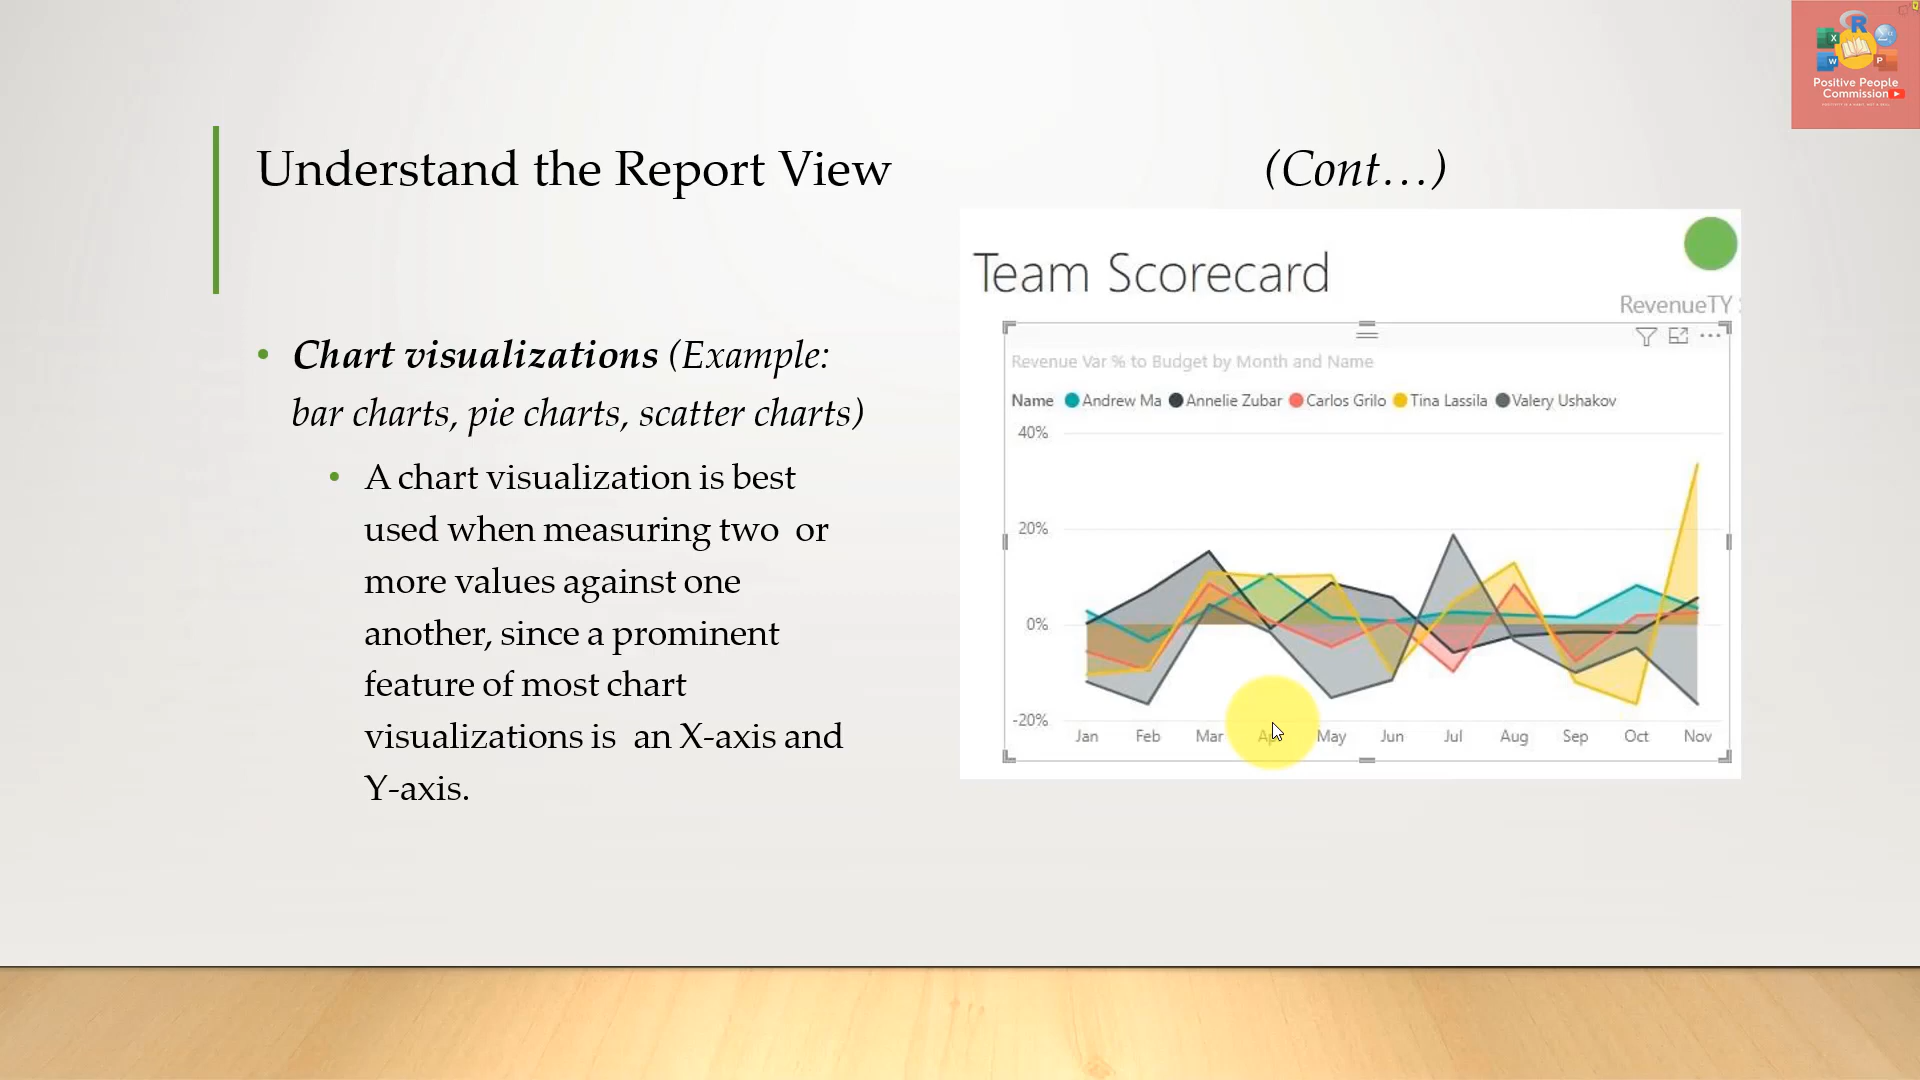 Positive People
Commission
Understand the Report View (Cont…)
• Chart visualizations (Example:
bar charts, pie charts, scatter charts)
• A chart visualization is best
used when measuring two or
more values against one
another, since a prominent
feature of most chart
visualizations is an X-axis and
Y-axis.
Team Scorecard
RevenueTY
Revenue Var % to Budget by Month and Name
Name Andrew Ma Annelie Zubar Carlos Grilo Tina Lassila Valery Ushakov
40%
20%
0%
-20%
Jan Feb Mar Apr May Jun Jul Aug Sep Oct Nov